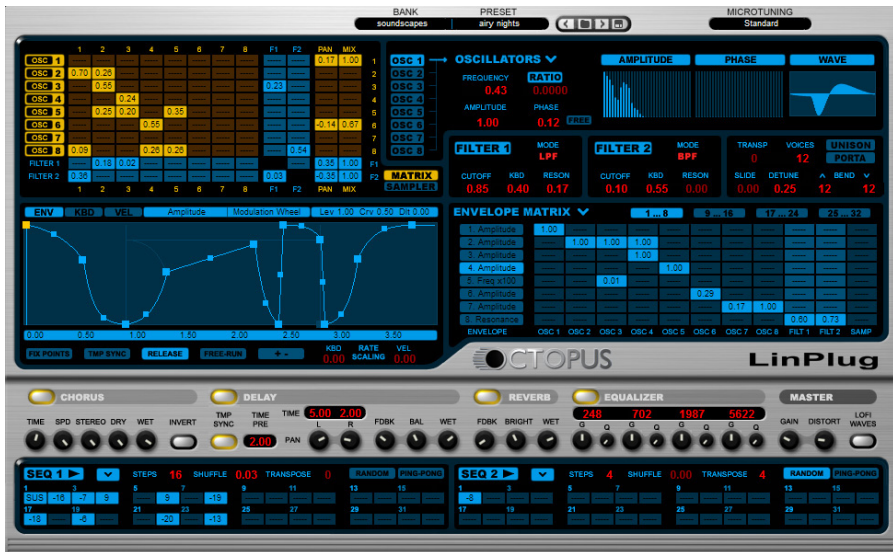 BANK PRESET MICROTUNING
soundscapes airy nights Standard
1 2 3 4 5 6 7 8 F1 F2 PAN MIX
OSC 1 0.17 1.00 1
OSC 2 0.70 0.26 2
OSC 3 0.55 0.23 3
OSC 4 0.24 4
OSC 5 0.25 0.20 0.35 5
OSC 6 0.55 -0.14 0.67 6
OSC 7 7
OSC 8 0.09 0.26 0.26 0.54 8
FILTER 1 0.18 0.02 0.35 1.00 F1
FILTER 2 0.36 0.03 -0.35 1.00 F2
1 2 3 4 5 6 7 8 F1 F2 PAN MIX
OSC 1
OSC 2
OSC 3
OSC 4
OSC 5
OSC 6
OSC 7
OSC 8
MATRIX
SAMPLER
OSCILLATORS
FREQUENCY RATIO
0.43 0.0000
AMPLITUDE PHASE
1.00 0.12 FREE
AMPLITUDE PHASE WAVE
FILTER 1 MODE
LPF
CUTOFF KBD RESON
0.85 0.40 0.17
FILTER 2 MODE
BPF
CUTOFF KBD RESON
0.10 0.55 0.00
TRANSP VOICES UNISON
0 12 PORTA
SLIDE DETUNE BEND
0.00 0.25 12 12
ENV KBD VEL Amplitude Modulation Wheel Lev 1.00 Crv 0.50 Dlt 0.00
0.00 0.50 1.00 1.50 2.00 2.50 3.00 3.50
FIX POINTS TMP SYNC RELEASE FREE-RUN + -
KBD RATE SCALING VEL
0.00 0.00
ENVELOPE MATRIX 1 ... 8 9 ... 16 17 ... 24 25 ... 32
1. Amplitude 1.00
2. Amplitude 1.00 1.00 1.00
3. Amplitude 1.00
4. Amplitude 1.00
5. Freq x100 0.01
6. Amplitude 0.29
7. Amplitude 0.17 1.00
8. Resonance 0.60 0.73
ENVELOPE OSC 1 OSC 2 OSC 3 OSC 4 OSC 5 OSC 6 OSC 7 OSC 8 FILT 1 FILT 2 SAMP
OCTOPUS LinPlug
CHORUS DELAY REVERB EQUALIZER MASTER
TIME SPD STEREO DRY WET INVERT
TMP SYNC TIME PRE TIME 5.00 2.00 FDBK BAL WET
L R
2.00 PAN
FDBK BRIGHT WET
248 702 1987 5622
G Q G Q G Q G Q
GAIN DISTORT LOFI WAVES
SEQ 1 STEPS 16 SHUFFLE 0.03 TRANSPOSE 0 RANDOM PING-PONG
1 3 5 7 9 11 13 15
SUS -16 -7 9 9 -19
17 19 21 23 25 27 29 31
-18 -6 -20 -13
SEQ 2 STEPS 4 SHUFFLE 0.00 TRANSPOSE 4 RANDOM PING-PONG
1 3 5 7 9 11 13 15
-8
17 19 21 23 25 27 29 31